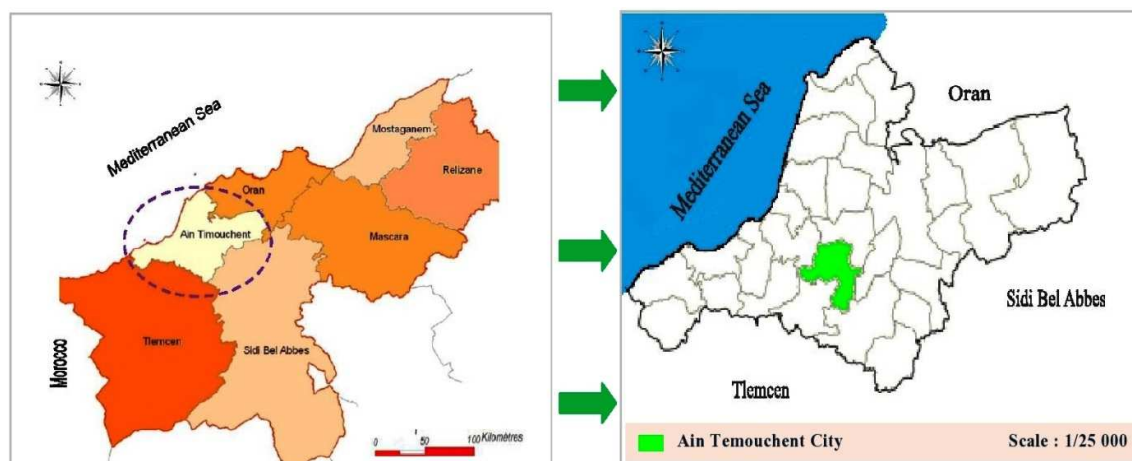 Mediterranean Sea
Mostaganem
Relizane
Oran
Ain Timouchent
Mascara
Tlemcen
Sidi Bel Abbes
Morocco
0 50 100 Kilomètres
Mediterranean Sea
Oran
Sidi Bel Abbes
Tlemcen
Ain Temouchent City
Scale : 1/25 000